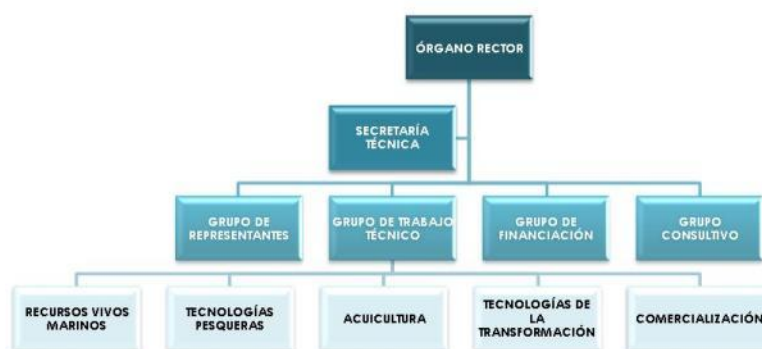 ÓRGANO RECTOR
SECRETARÍA
TÉCNICA
GRUPO DE
REPRESENTANTES
GRUPO DE TRABAJO
TÉCNICO
GRUPO DE
FINANCIACIÓN
GRUPO
CONSULTIVO
RECURSOS VIVOS
MARINOS
TECNOLOGÍAS
PESQUERAS
ACUICULTURA
TECNOLOGÍAS DE
LA
TRANSFORMACIÓN
COMERCIALIZACIÓN